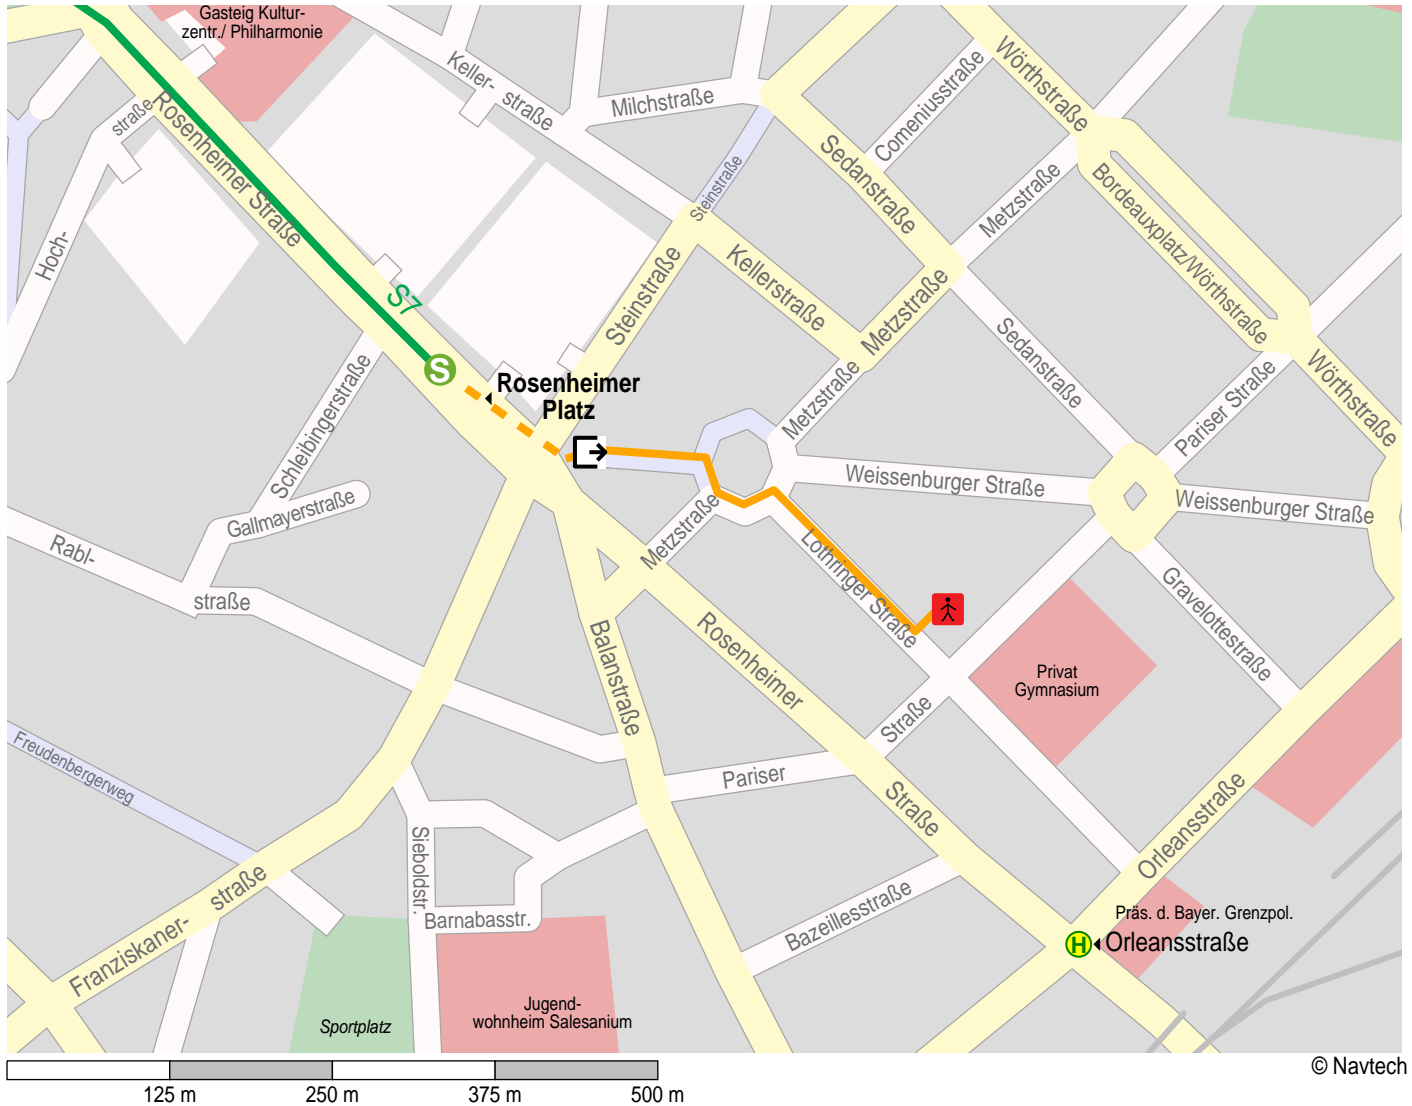 Gasteig Kultur-
zentr./ Philharmonie
Keller-
straße
Milchstraße
Wörthstraße
Comeniusstraße
straße
Rosenheimer Straße
Sedanstraße
Steinstraße
Metzstraße
Bordeauxplatz/Wörthstraße
Hoch-
S7
Steinstraße
Kellerstraße
Metzstraße
Sedanstraße
Wörthstraße
S
Rosenheimer
Platz
Schleibingerstraße
Metzstraße
Pariser Straße
Weissenburger Straße
Weissenburger Straße
Gallmayerstraße
Rabl-
straße
Metzstraße
Lothringer Straße
Gravelottestraße
Balanstraße
Rosenheimer
Privat
Gymnasium
Straße
Pariser
Freudenbergerweg
Straße
Orleansstraße
Sieboldstr.
straße
Franziskaner-
Barnabasstr.
Bazeillesstraße
Präs. d. Bayer. Grenzpol.
H
Orleansstraße
Sportplatz
Jugend-
wohnheim Salesanium
© Navtech
125 m
250 m
375 m
500 m